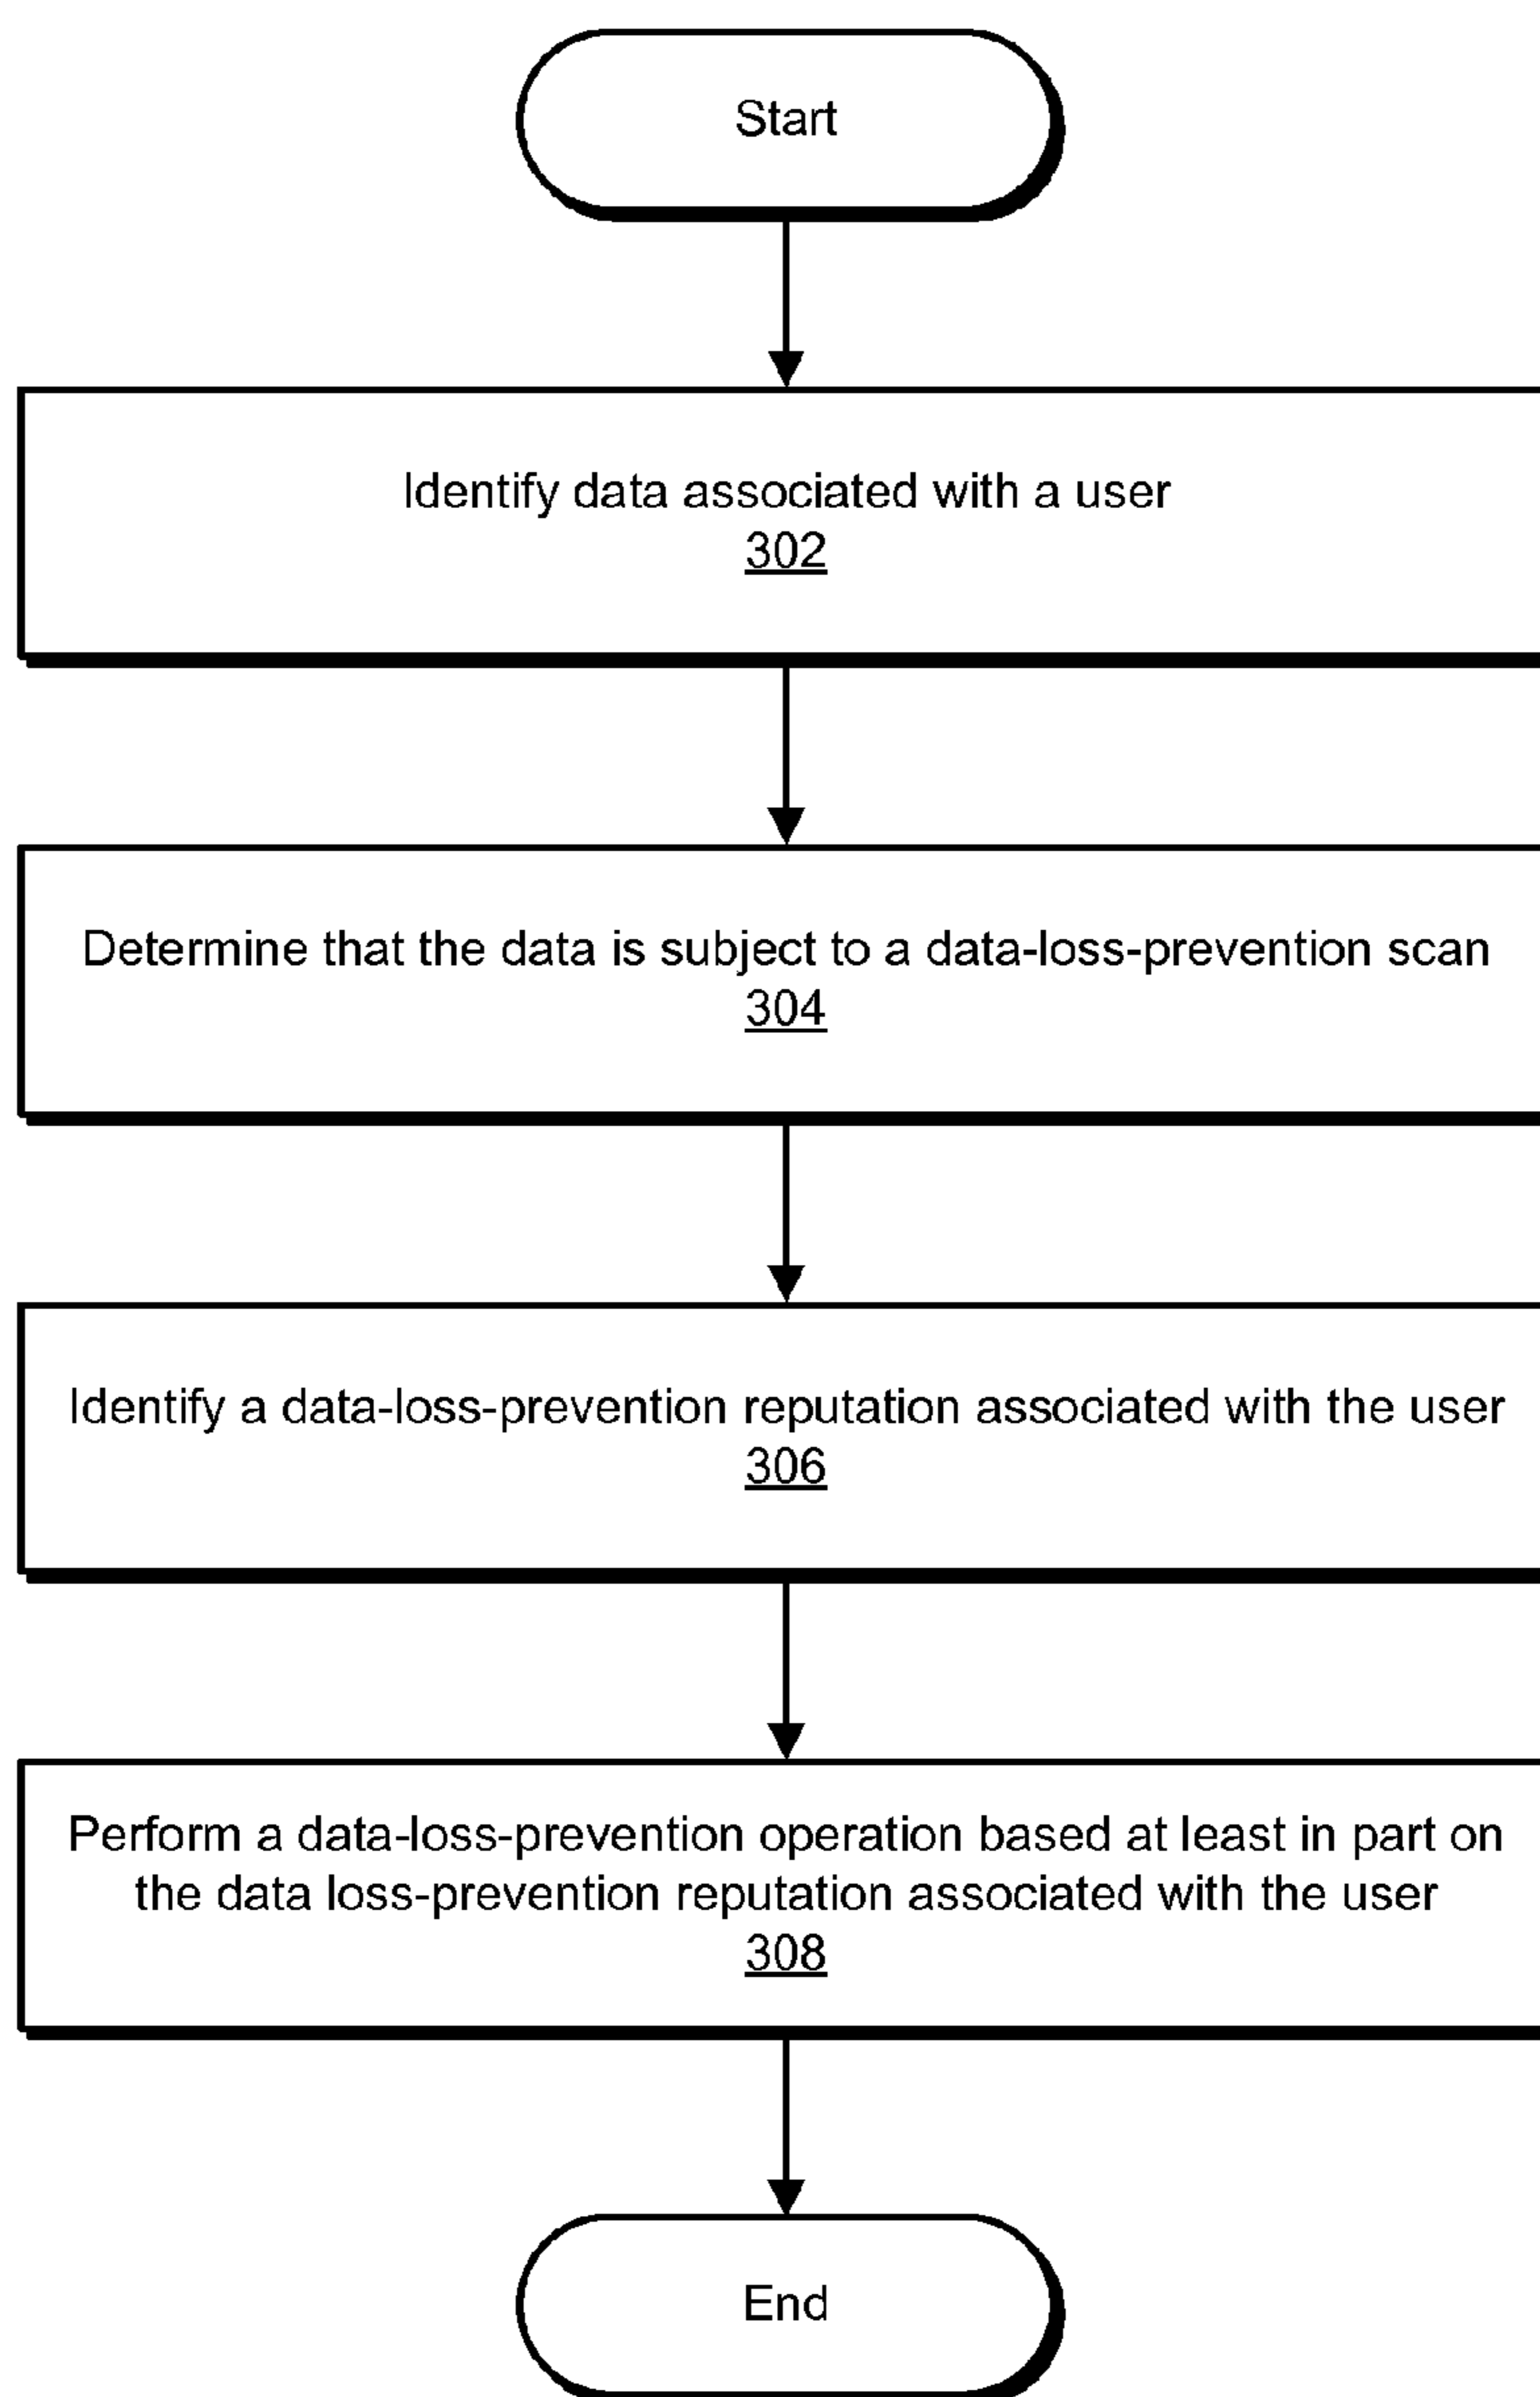 Start
Identify data associated with a user
302
Determine that the data is subject to a data-loss-prevention scan
304
Identify a data-loss-prevention reputation associated with the user
306
Perform a data-loss-prevention operation based at least in part on
the data loss-prevention reputation associated with the user
308
End